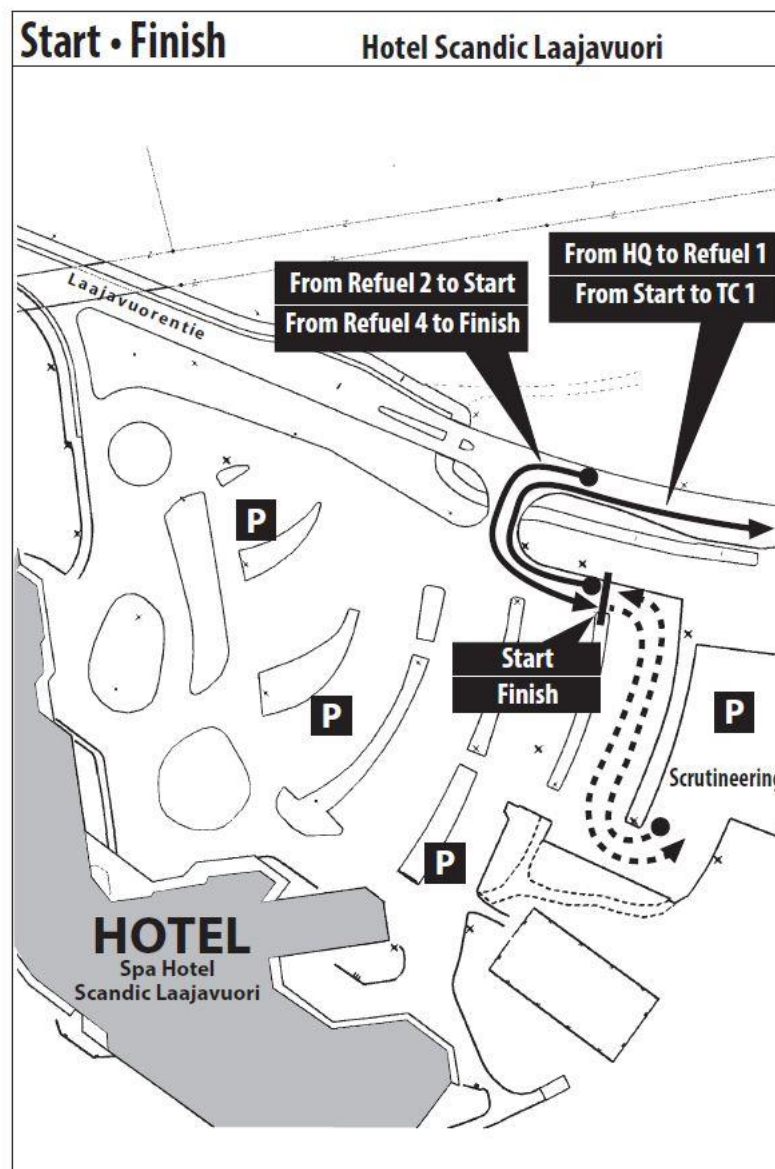 Start • Finish
Hotel Scandic Laajavuori
Laajavuorentie
From Refuel 2 to Start
From Refuel 4 to Finish
From HQ to Refuel 1
From Start to TC 1
P
P
P
P
Start
Finish
Scrutineering
HOTEL
Spa Hotel
Scandic Laajavuori